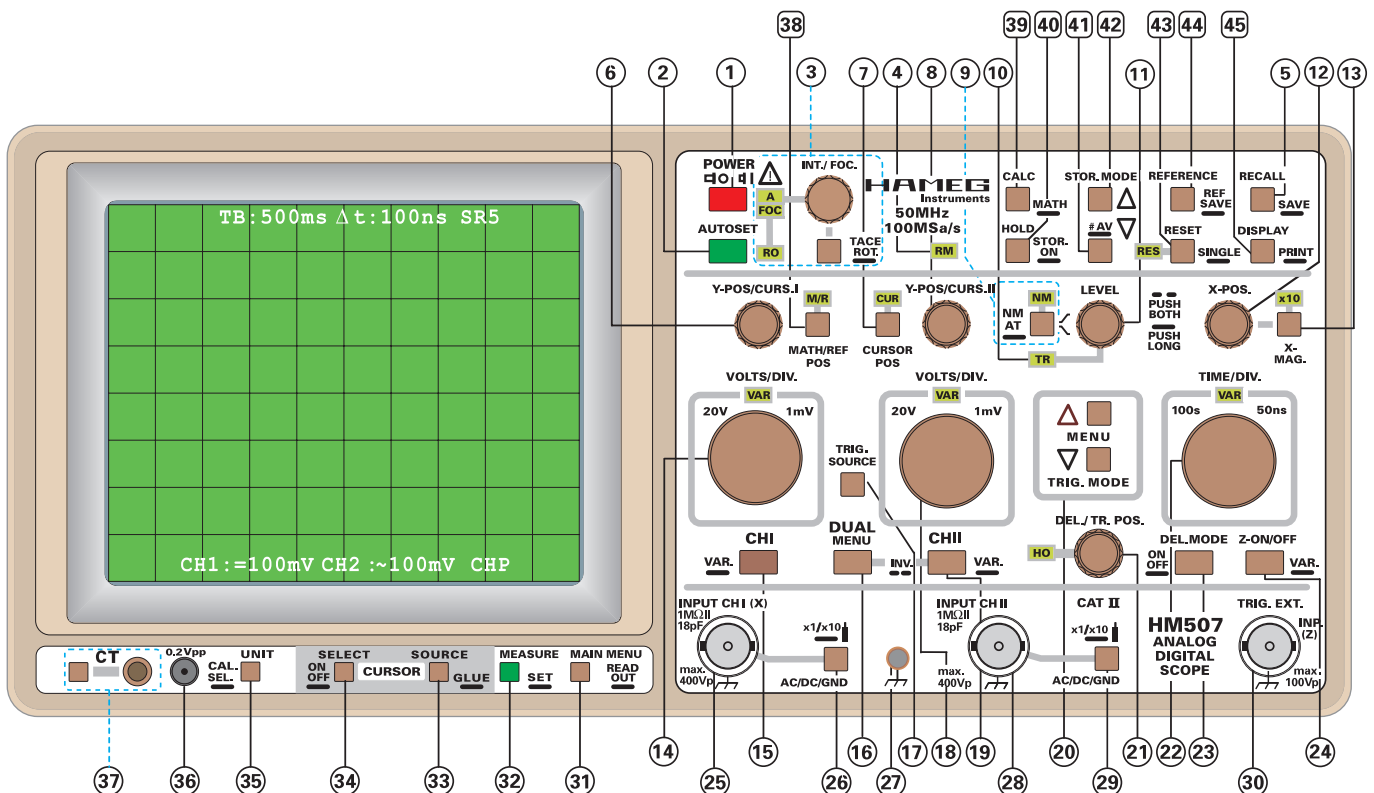 38 39 40 41 42 43 44 45
6 2 1 3 7 4 8 9 10 11 5 12 13
POWER
INT./ FOC.
HAMEG
Instruments
50MHz
100MSa/s
A
FOC
RO
TACE
ROT.
RM
AUTOSET
CALC
MATH
HOLD
STOR.
ON
STOR. MODE
# AV
REFERENCE
REF
SAVE
RESET
RES
SINGLE
RECALL
SAVE
DISPLAY
PRINT
TB:500ms Δt:100ns SR5
CH1:=100mV CH2 :~100mV CHP
Y-POS/CURS.I
M/R
MATH/REF
POS
CUR
CURSOR
POS
Y-POS/CURS.II
NM
AT
NM
LEVEL
TR
PUSH
BOTH
PUSH
LONG
X-POS.
x10
X-
MAG.
VOLTS/DIV.
VAR
20V 1mV
TRIG.
SOURCE
VOLTS/DIV.
VAR
20V 1mV
MENU
TRIG. MODE
TIME/DIV.
VAR
100s 50ns
CHI
VAR.
DUAL
MENU
INV.
CHII
VAR.
DEL./ TR. POS.
HO
ON
OFF
DEL.MODE
Z-ON/OFF
VAR.
INPUT CHI (X)
1MΩII
18pF
max.
400Vp
x1/x10
AC/DC/GND
INPUT CHII
1MΩII
18pF
max.
400Vp
CAT II
x1/x10
AC/DC/GND
HM507
ANALOG
DIGITAL
SCOPE
TRIG. EXT.
INP.
(Z)
max.
100Vp
CT
0.2Vpp
CAL.
SEL.
UNIT
SELECT
ON
OFF
CURSOR
SOURCE
GLUE
MEASURE
SET
MAIN MENU
READ
OUT
14 15 16 17 18 19 20 21 22 23 24
37 36 35 34 33 32 31 25 26 27 28 29 30